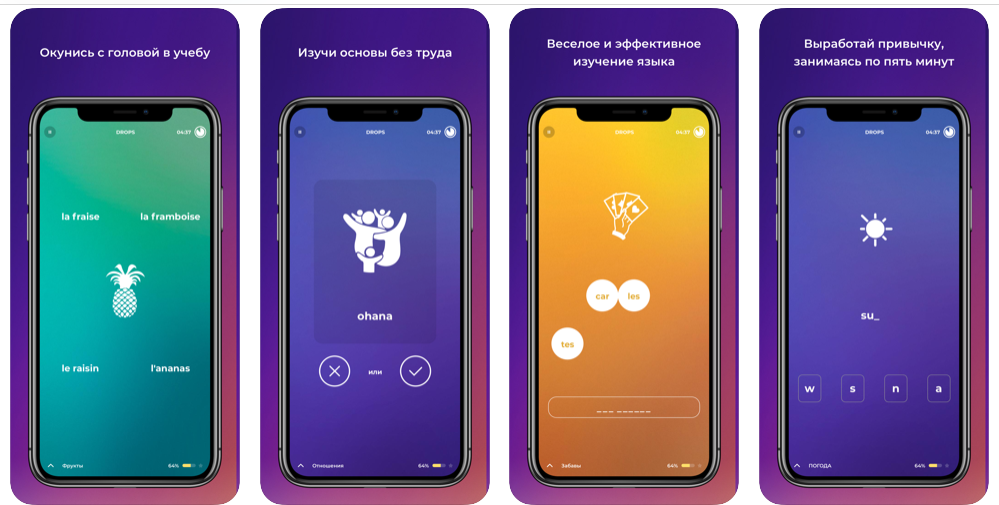 Окунись с головой в учебу
DROPS
04:37
la fraise
la framboise
le raisin
l'ananas
Фрукты
64%
Изучи основы без труда
DROPS
04:37
ohana
или
Отношения
64%
Веселое и эффективное
изучение языка
DROPS
04:37
car
les
tes
___ ______
Забавы
64%
Выработай привычку,
занимаясь по пять минут
DROPS
04:37
su_
w
s
n
a
ПОГОДА
64%